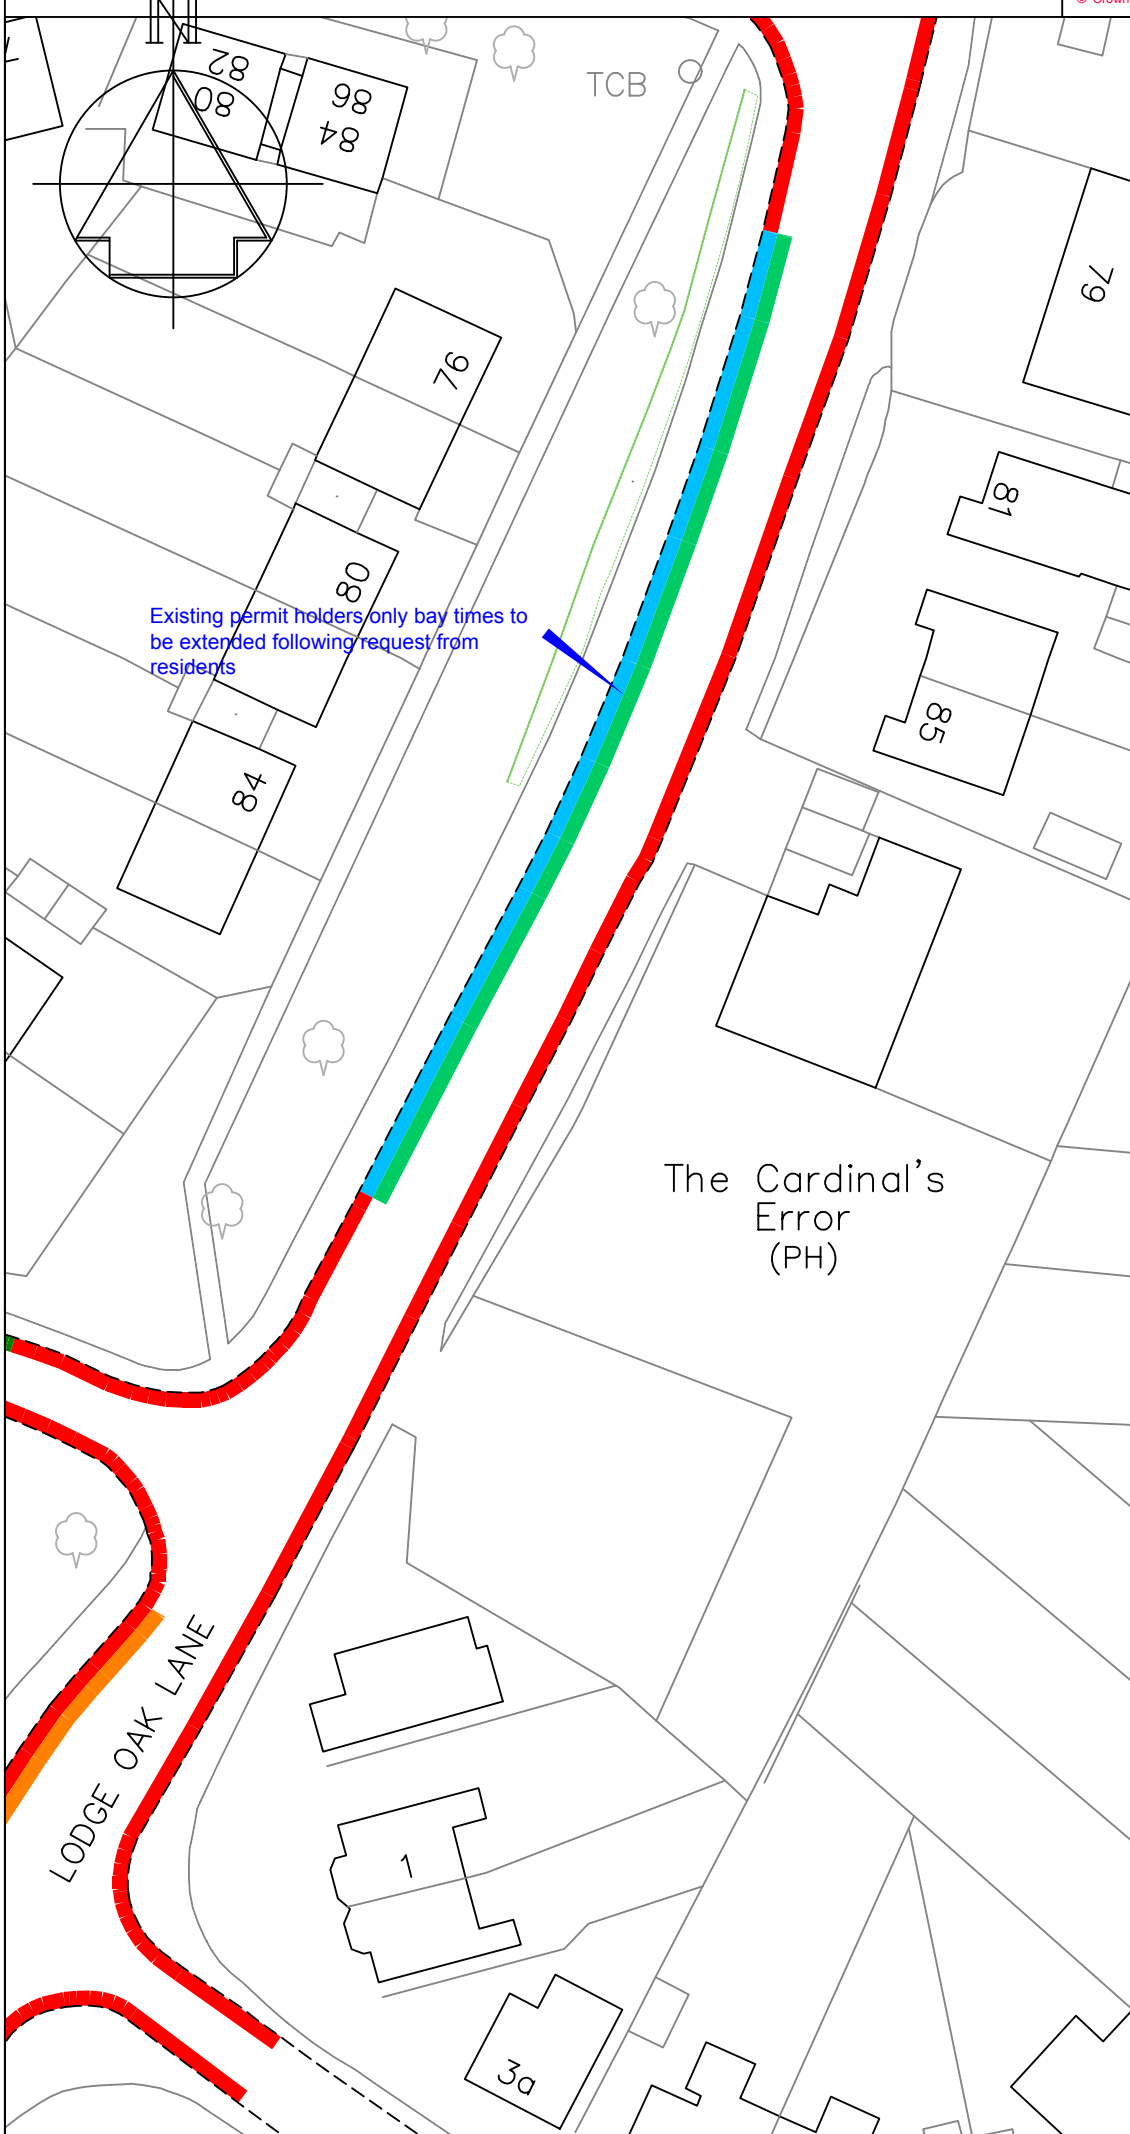 © Crown
N
82
80
86
84
TCB
79
76
81
80
Existing permit holders only bay times to
be extended following request from
residents
85
84
The Cardinal's
Error
(PH)
LODGE OAK LANE
1
3a